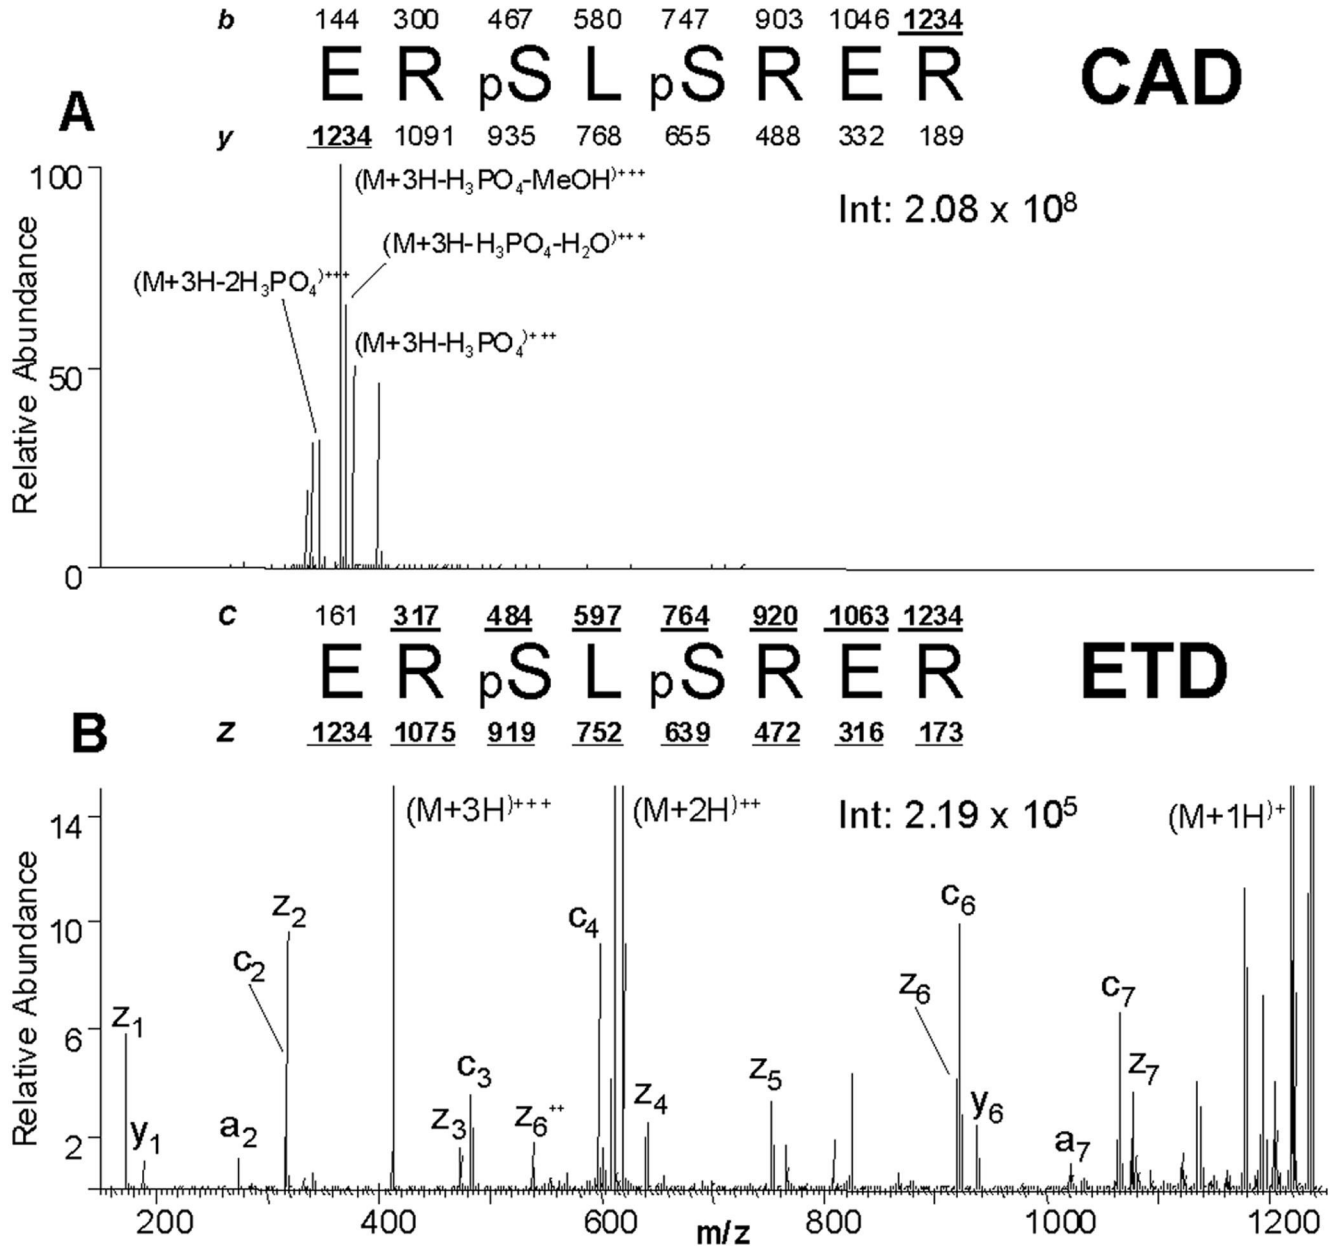 b 144 300 467 580 747 903 1046 1234
E R pS L pS R E R CAD
A
y 1234 1091 935 768 655 488 332 189
100
(M+3H-H3PO4-MeOH)+++
Int: 2.08 x 10^8
(M+3H-H3PO4-H2O)+++
(M+3H-2H3PO4)+++
(M+3H-H3PO4)+++
50
Relative Abundance
0
c 161 317 484 597 764 920 1063 1234
E R pS L pS R E R ETD
B
z 1234 1075 919 752 639 472 316 173
(M+3H)+++ (M+2H)++ Int: 2.19 x 10^5 (M+1H)+
14
10
6
2
Relative Abundance
z1
y1
a2
c2
z2
z3
c3
z6++
c4
z4
z5
z6
c6
y6
a7
c7
z7
200 400 600 800 1000 1200
m/z